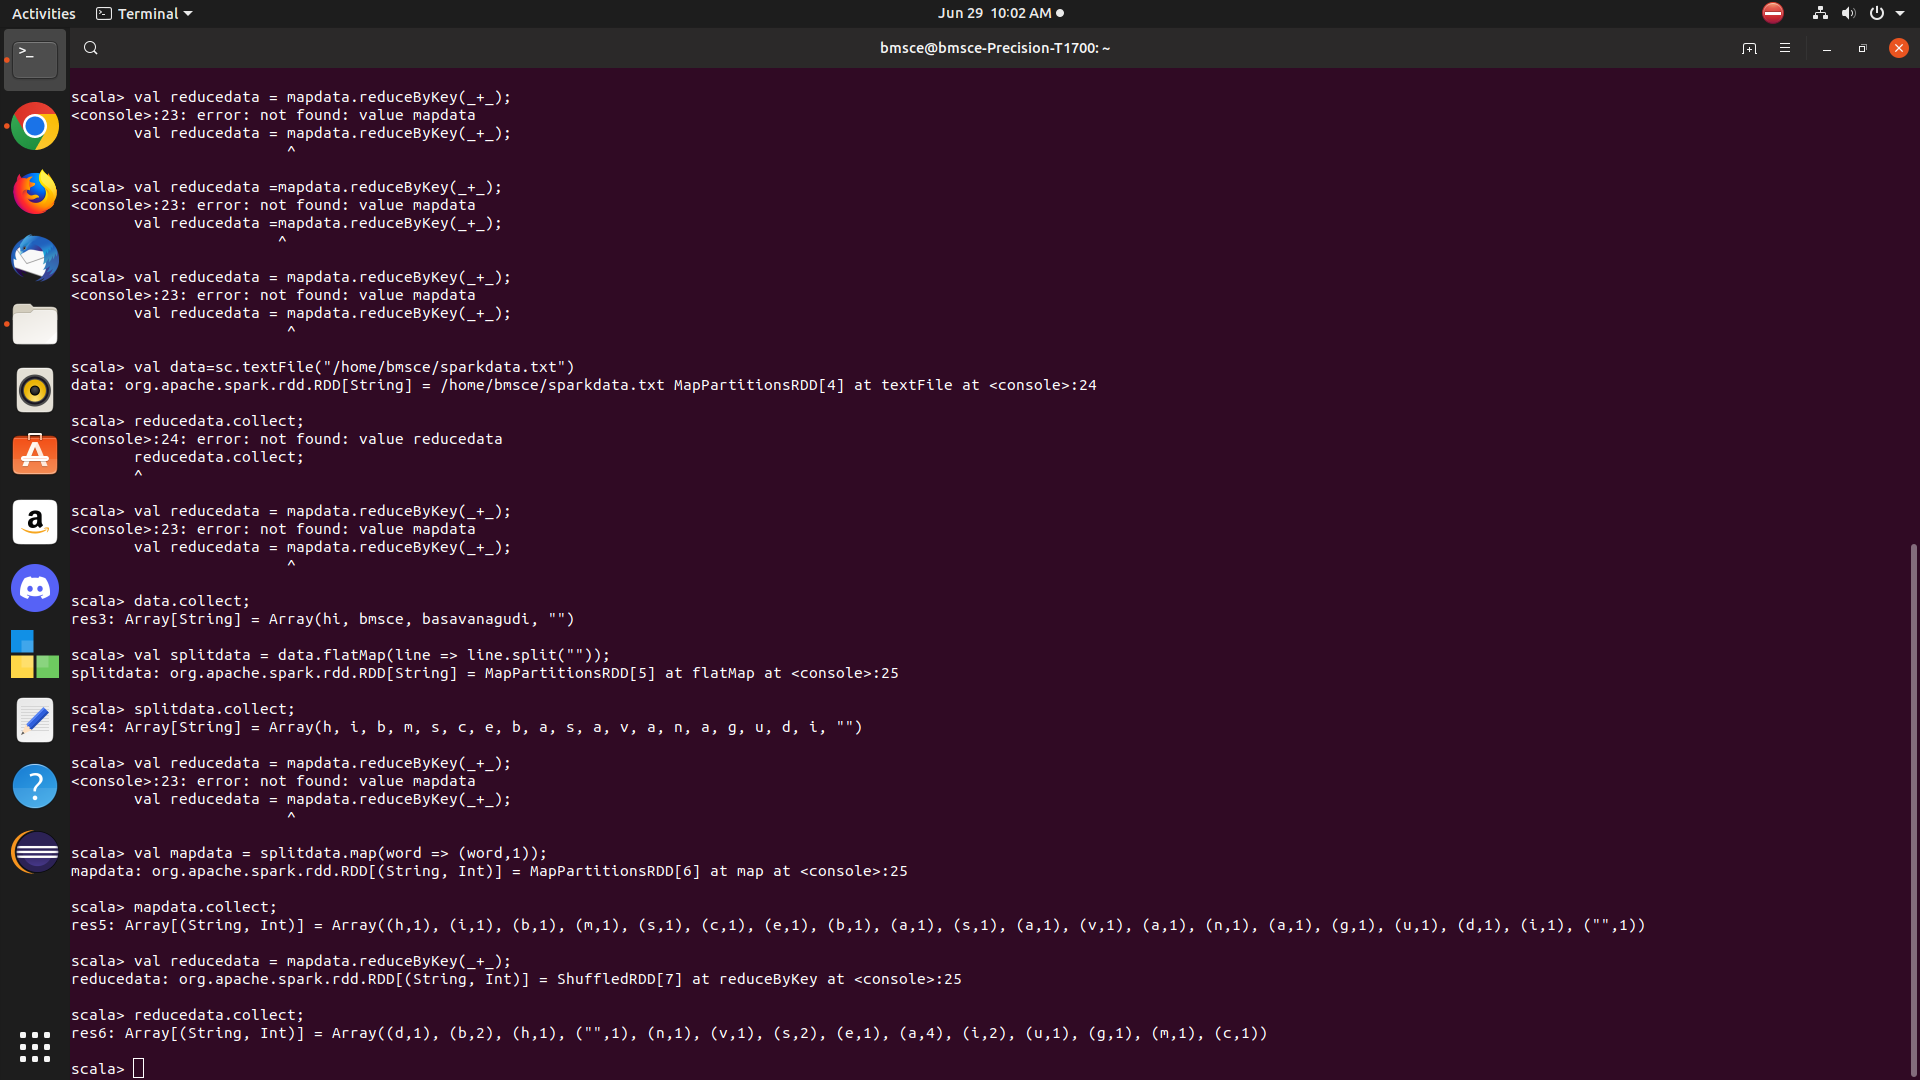 Activities
Terminal
Jun 29 10:02 AM
bmsce@bmsce-Precision-T1700: ~
scala> val reducedata = mapdata.reduceByKey(_+_);
<console>:23: error: not found: value mapdata
       val reducedata = mapdata.reduceByKey(_+_);
                        ^
scala> val reducedata =mapdata.reduceByKey(_+_);
<console>:23: error: not found: value mapdata
       val reducedata =mapdata.reduceByKey(_+_);
                       ^
scala> val reducedata = mapdata.reduceByKey(_+_);
<console>:23: error: not found: value mapdata
       val reducedata = mapdata.reduceByKey(_+_);
                        ^
scala> val data=sc.textFile("/home/bmsce/sparkdata.txt")
data: org.apache.spark.rdd.RDD[String] = /home/bmsce/sparkdata.txt MapPartitionsRDD[4] at textFile at <console>:24
scala> reducedata.collect;
<console>:24: error: not found: value reducedata
       reducedata.collect;
       ^
scala> val reducedata = mapdata.reduceByKey(_+_);
<console>:23: error: not found: value mapdata
       val reducedata = mapdata.reduceByKey(_+_);
                        ^
scala> data.collect;
res3: Array[String] = Array(hi, bmsce, basavanagudi, "")
scala> val splitdata = data.flatMap(line => line.split(""));
splitdata: org.apache.spark.rdd.RDD[String] = MapPartitionsRDD[5] at flatMap at <console>:25
scala> splitdata.collect;
res4: Array[String] = Array(h, i, b, m, s, c, e, b, a, s, a, v, a, n, a, g, u, d, i, "")
scala> val reducedata = mapdata.reduceByKey(_+_);
<console>:23: error: not found: value mapdata
       val reducedata = mapdata.reduceByKey(_+_);
                        ^
scala> val mapdata = splitdata.map(word => (word,1));
mapdata: org.apache.spark.rdd.RDD[(String, Int)] = MapPartitionsRDD[6] at map at <console>:25
scala> mapdata.collect;
res5: Array[(String, Int)] = Array((h,1), (i,1), (b,1), (m,1), (s,1), (c,1), (e,1), (b,1), (a,1), (s,1), (a,1), (v,1), (a,1), (n,1), (a,1), (g,1), (u,1), (d,1), (i,1), ("",1))
scala> val reducedata = mapdata.reduceByKey(_+_);
reducedata: org.apache.spark.rdd.RDD[(String, Int)] = ShuffledRDD[7] at reduceByKey at <console>:25
scala> reducedata.collect;
res6: Array[(String, Int)] = Array((d,1), (b,2), (h,1), ("",1), (n,1), (v,1), (s,2), (e,1), (a,4), (i,2), (u,1), (g,1), (m,1), (c,1))
scala>